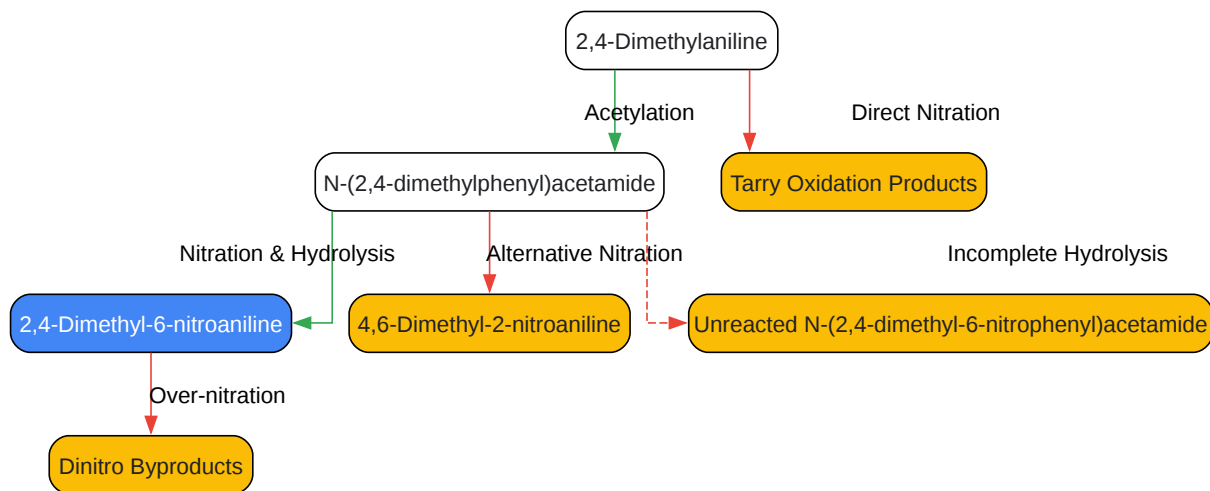 2,4-Dimethylaniline
Acetylation
Direct Nitration
N-(2,4-dimethylphenyl)acetamide
Tarry Oxidation Products
Nitration & Hydrolysis
Alternative Nitration
Incomplete Hydrolysis
2,4-Dimethyl-6-nitroaniline
4,6-Dimethyl-2-nitroaniline
Unreacted N-(2,4-dimethyl-6-nitrophenyl)acetamide
Over-nitration
Dinitro Byproducts